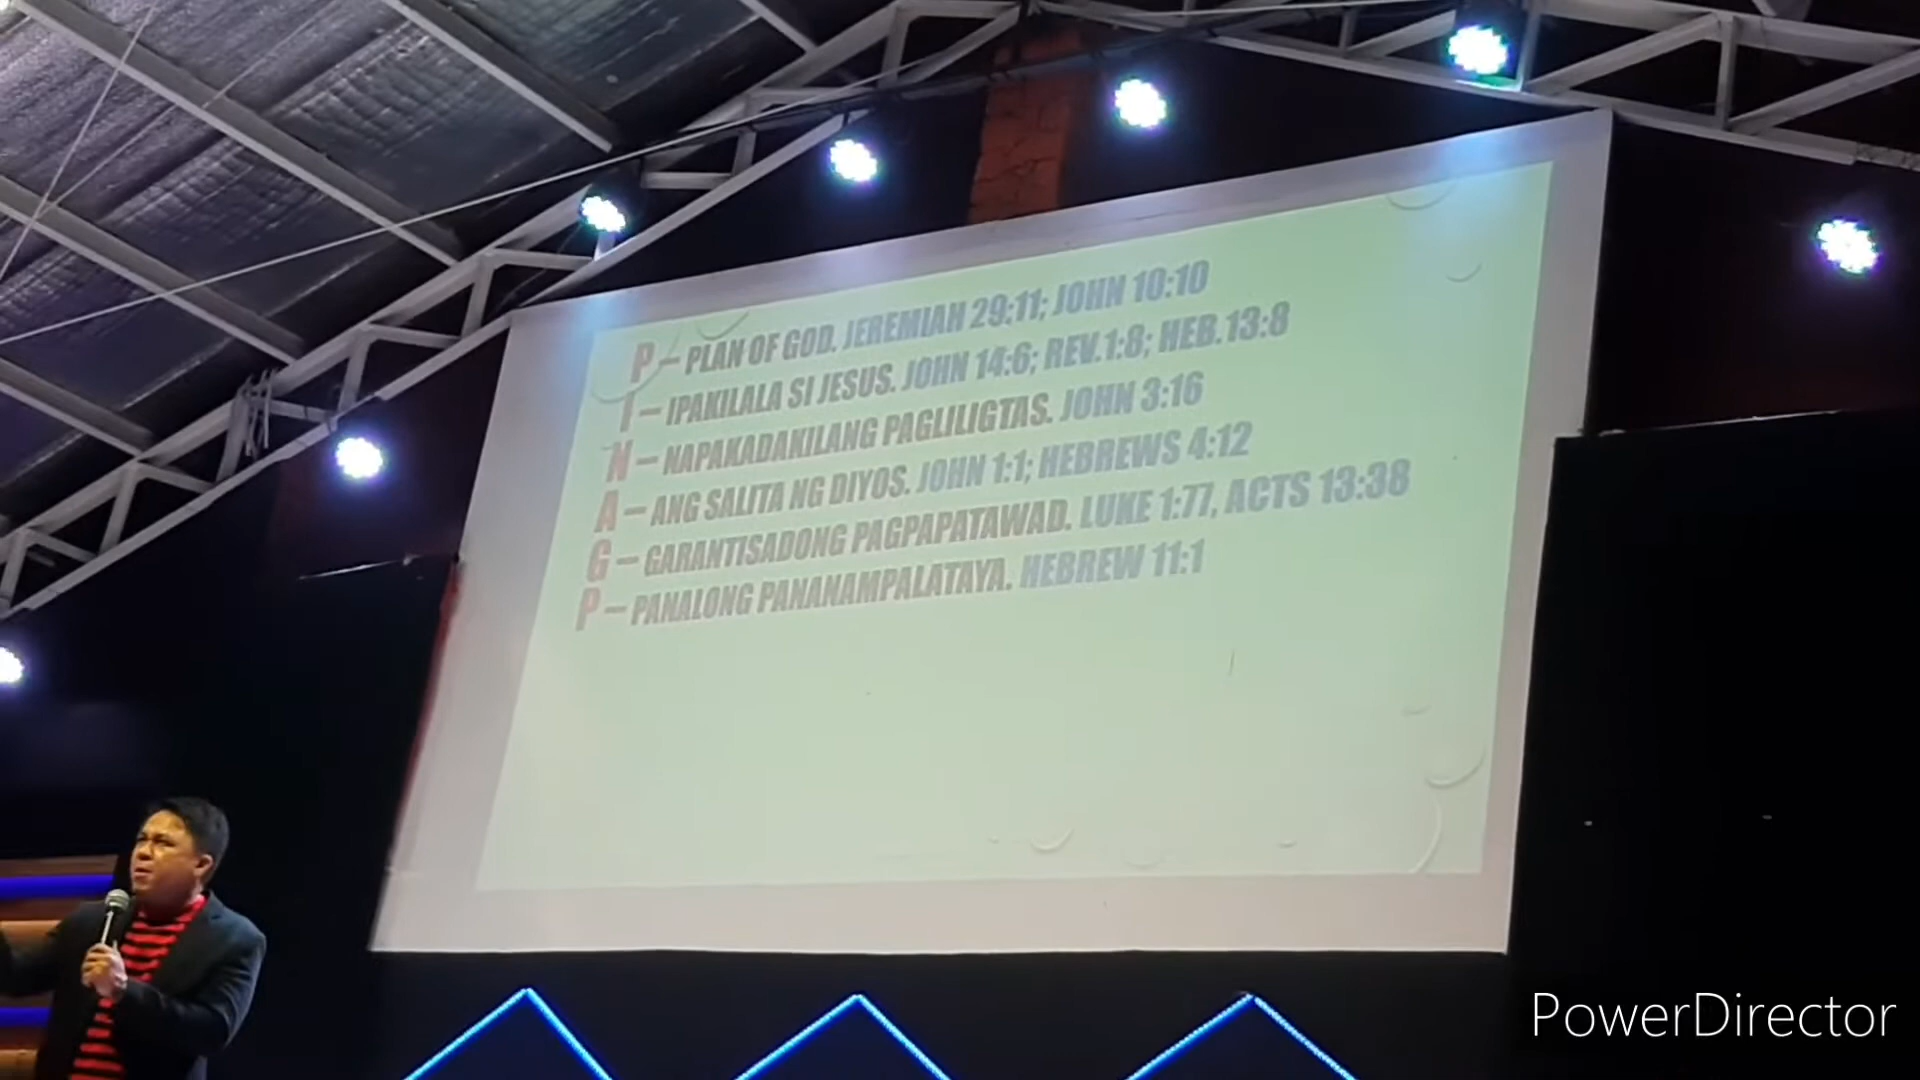 P – PLAN OF GOD. JEREMIAH 29:11; JOHN 10:10
I – IPAKILALA SI JESUS. JOHN 14:6; REV.1:8; HEB.13:8
N – NAPAKADAKILANG PAGLILIGTAS. JOHN 3:16
A – ANG SALITA NG DIYOS. JOHN 1:1; HEBREWS 4:12
G – GARANTISADONG PAGPAPATAWAD. LUKE 1:77, ACTS 13:38
P – PANALONG PANANAMPALATAYA. HEBREW 11:1
PowerDirector